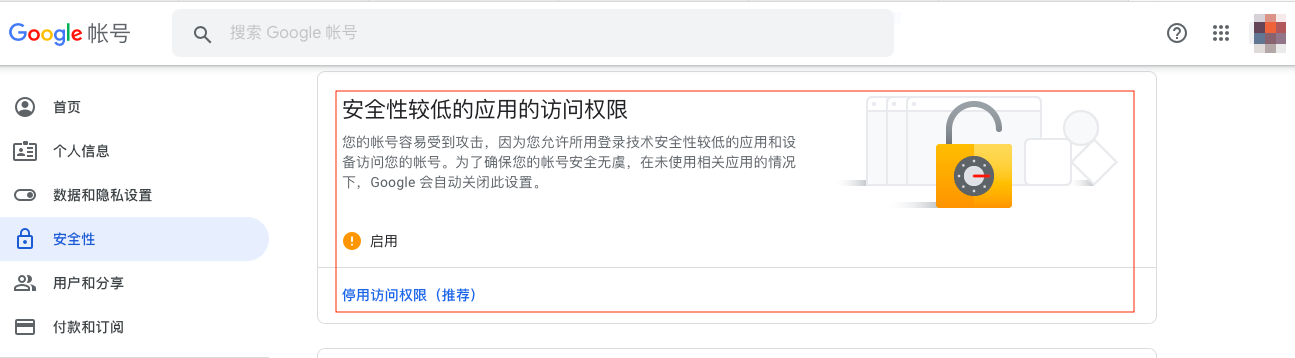 Google 帐号
搜索 Google 帐号
首页
个人信息
数据和隐私设置
安全性
用户和分享
付款和订阅
安全性较低的应用的访问权限
您的帐号容易受到攻击，因为您允许所用登录技术安全性较低的应用和设
备访问您的帐号。为了确保您的帐号安全无虞，在未使用相关应用的情况
下，Google 会自动关闭此设置。
启用
停用访问权限（推荐）